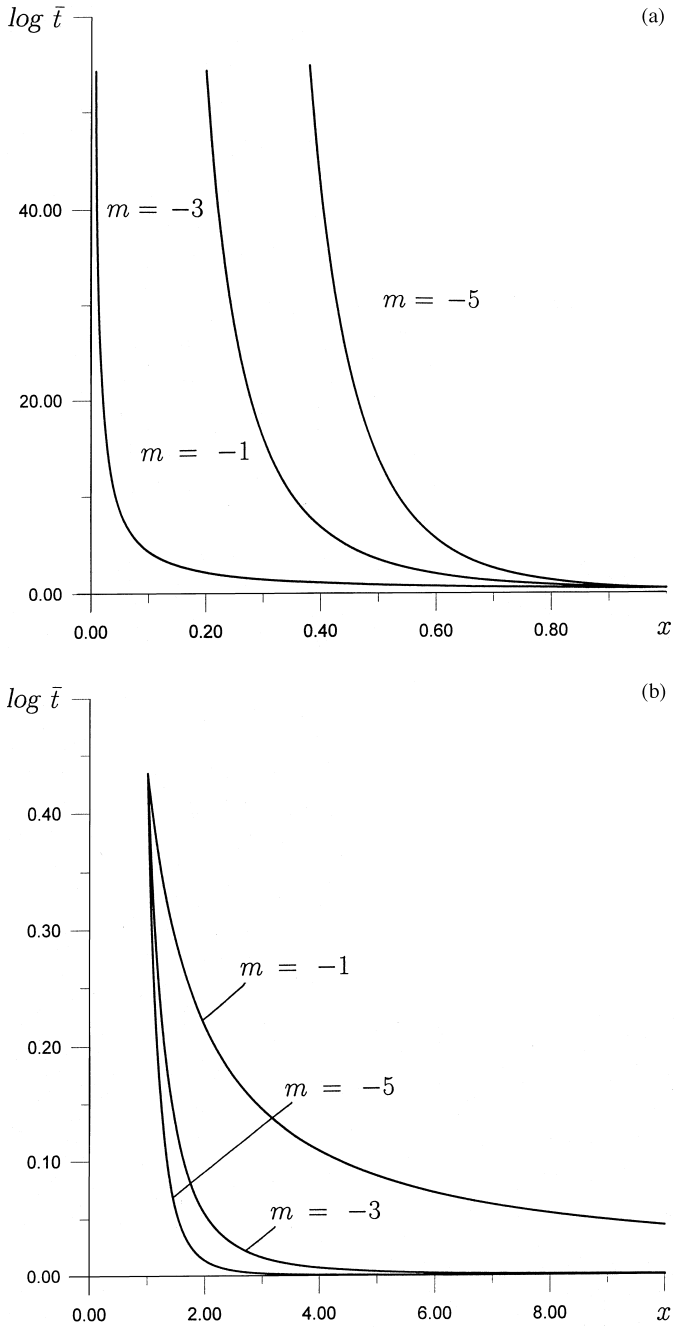 log t̄ (a)
40.00
m = −3
m = −5
20.00
m = −1
0.00
0.00 0.20 0.40 0.60 0.80 x
log t̄ (b)
0.40
0.30
m = −1
0.20
m = −5
0.10
m = −3
0.00
0.00 2.00 4.00 6.00 8.00 x